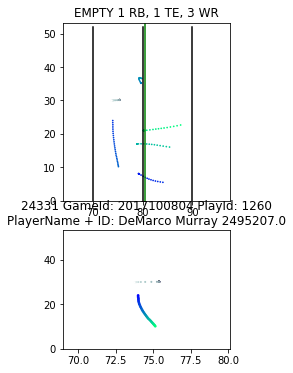 EMPTY 1 RB, 1 TE, 3 WR
50
40
30
20
10
0
70 80 90
24331 GameId: 2017100804 PlayId: 1260
PlayerName + ID: DeMarco Murray 2495207.0
40
20
0
70.0 72.5 75.0 77.5 80.0